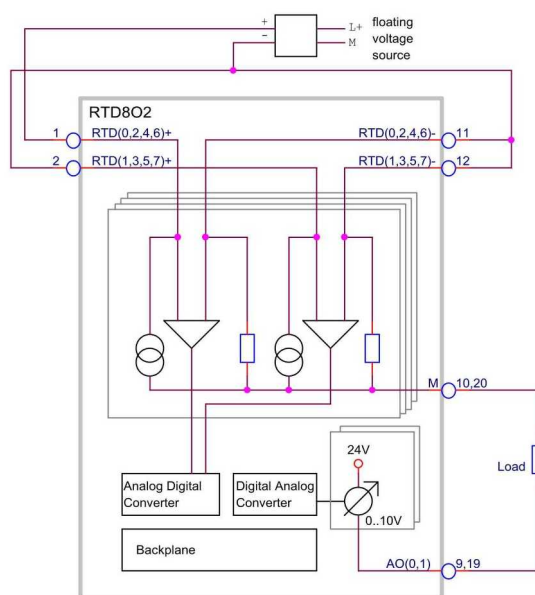 + L+ floating
- M voltage
source
RTD8O2
1 RTD(0,2,4,6)+ RTD(0,2,4,6)- 11
2 RTD(1,3,5,7)+ RTD(1,3,5,7)- 12
M 10,20
24V
Analog Digital
Converter
Digital Analog
Converter
0..10V
Load
Backplane
AO(0,1) 9,19